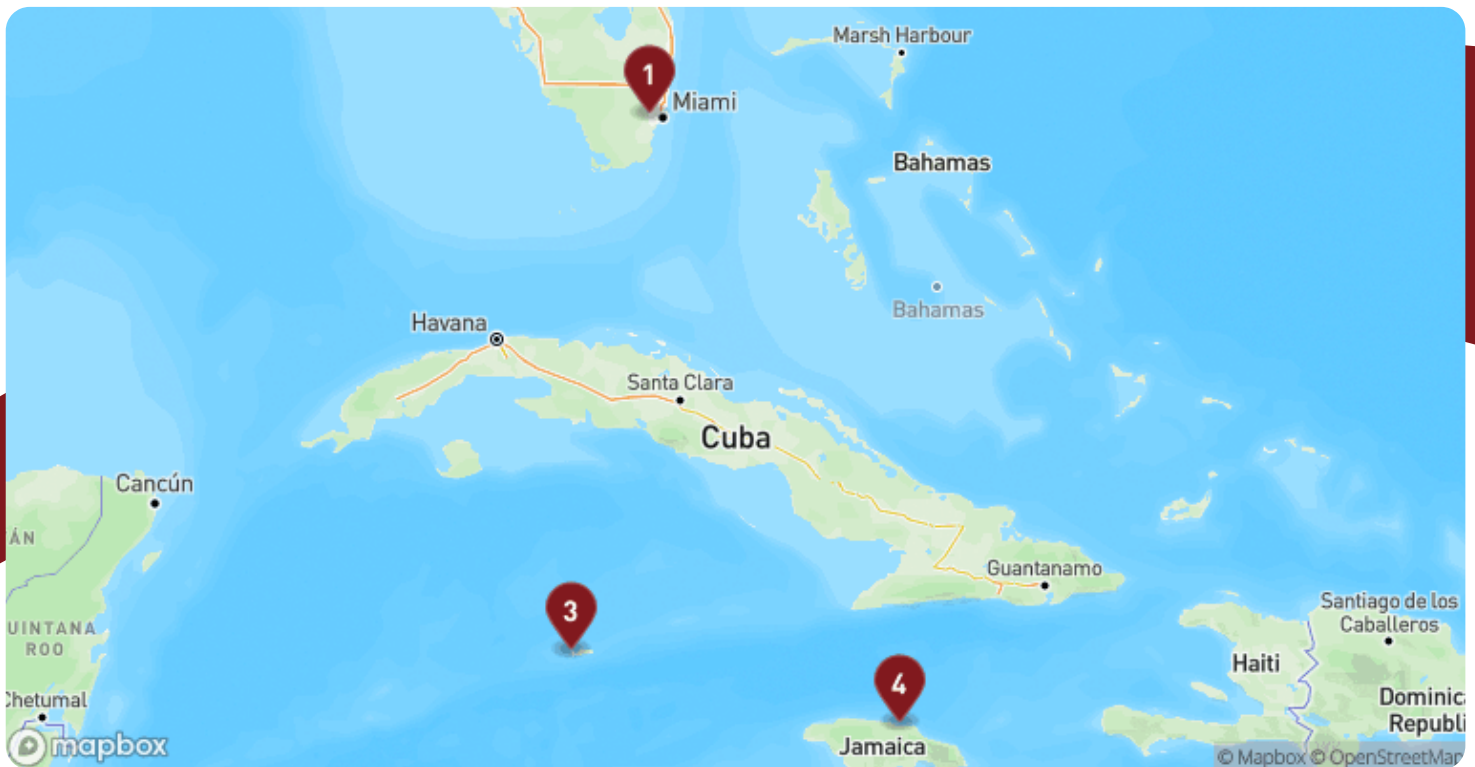 Marsh Harbour
1
Miami
Bahamas
Bahamas
Havana
Santa Clara
Cuba
Cancún
ÁN
Guantanamo
3
UINTANA
ROO
Santiago de los
Caballeros
Haiti
4
Chetumal
Dominic
Republi
Jamaica
mapbox
© Mapbox © OpenStreetMap